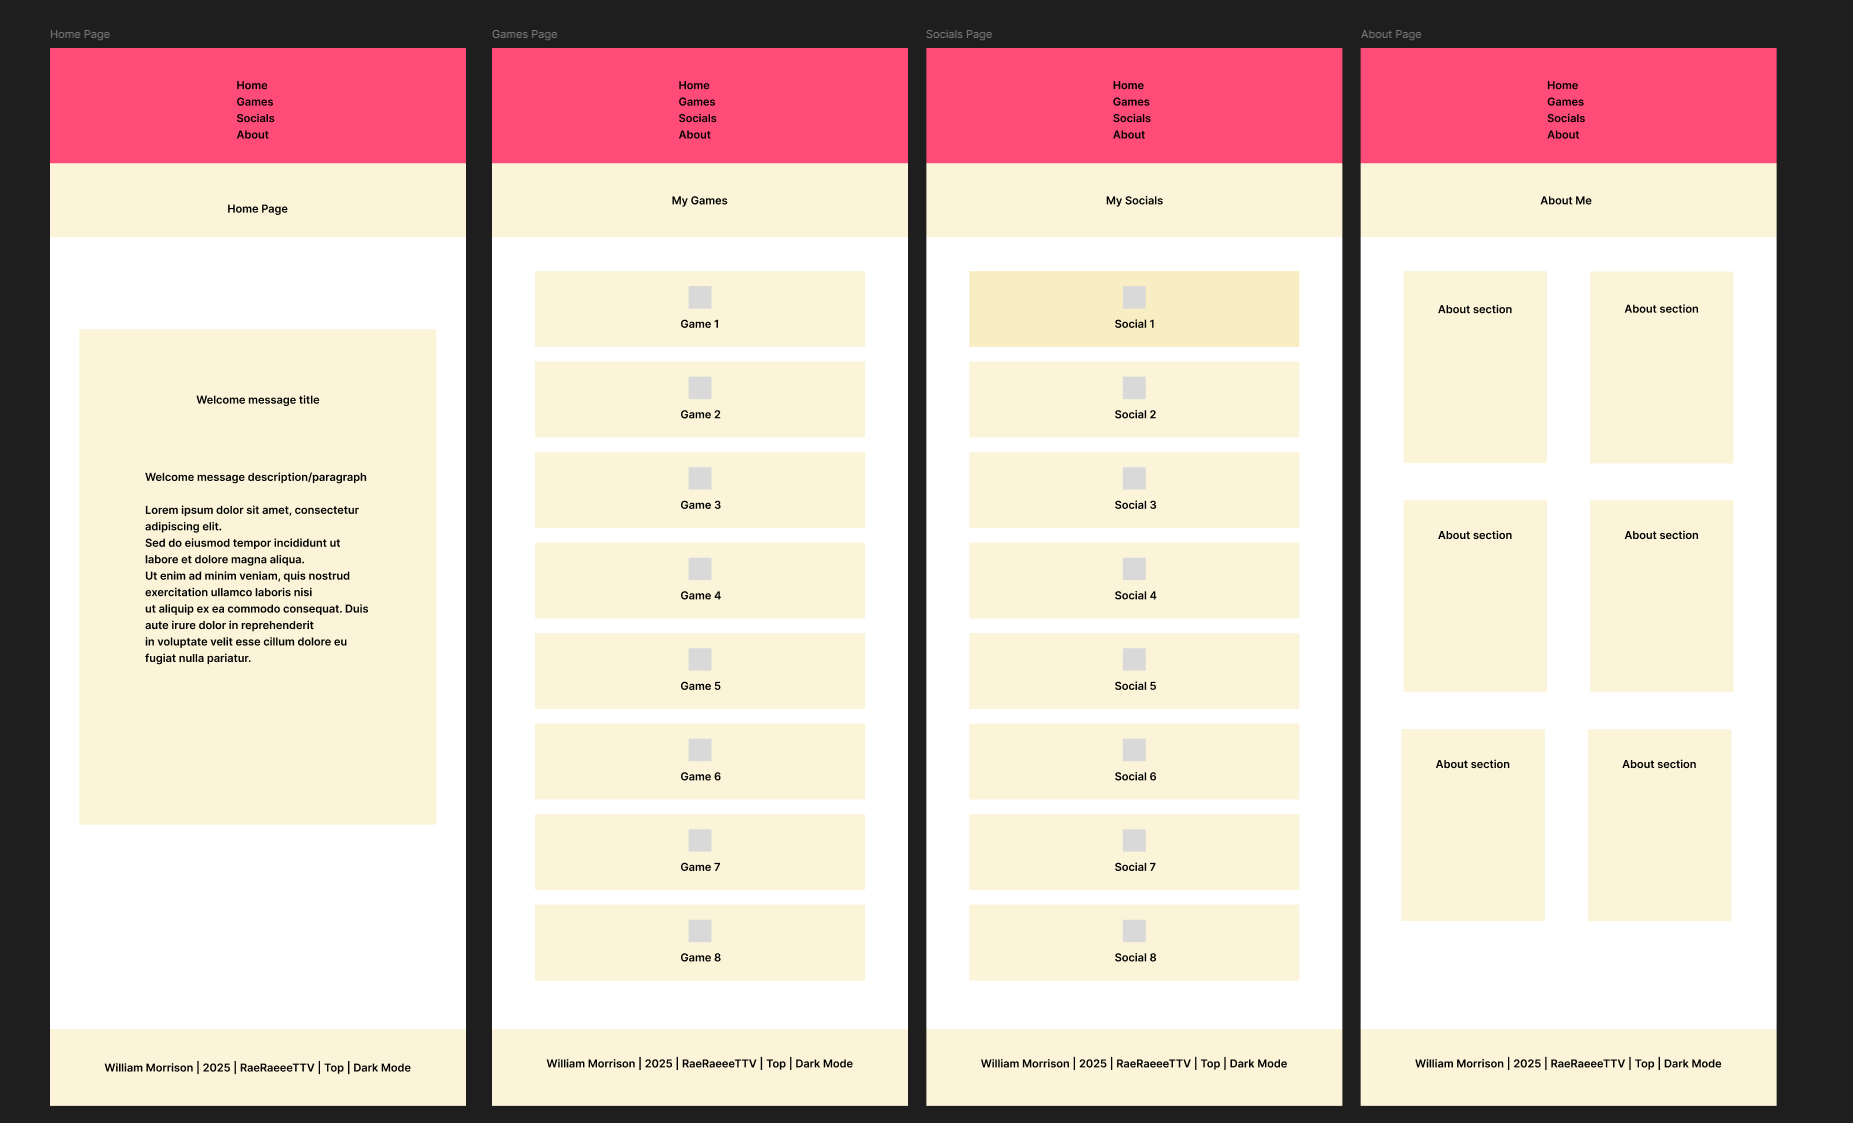 Home Page
Home
Games
Socials
About
Home Page
Welcome message title
Welcome message description/paragraph
Lorem ipsum dolor sit amet, consectetur
adipiscing elit.
Sed do eiusmod tempor incididunt ut
labore et dolore magna aliqua.
Ut enim ad minim veniam, quis nostrud
exercitation ullamco laboris nisi
ut aliquip ex ea commodo consequat. Duis
aute irure dolor in reprehenderit
in voluptate velit esse cillum dolore eu
fugiat nulla pariatur.
William Morrison | 2025 | RaeRaeeeTTV | Top | Dark Mode
Games Page
Home
Games
Socials
About
My Games
Game 1
Game 2
Game 3
Game 4
Game 5
Game 6
Game 7
Game 8
William Morrison | 2025 | RaeRaeeeTTV | Top | Dark Mode
Socials Page
Home
Games
Socials
About
My Socials
Social 1
Social 2
Social 3
Social 4
Social 5
Social 6
Social 7
Social 8
William Morrison | 2025 | RaeRaeeeTTV | Top | Dark Mode
About Page
Home
Games
Socials
About
About Me
About section
About section
About section
About section
About section
About section
William Morrison | 2025 | RaeRaeeeTTV | Top | Dark Mode